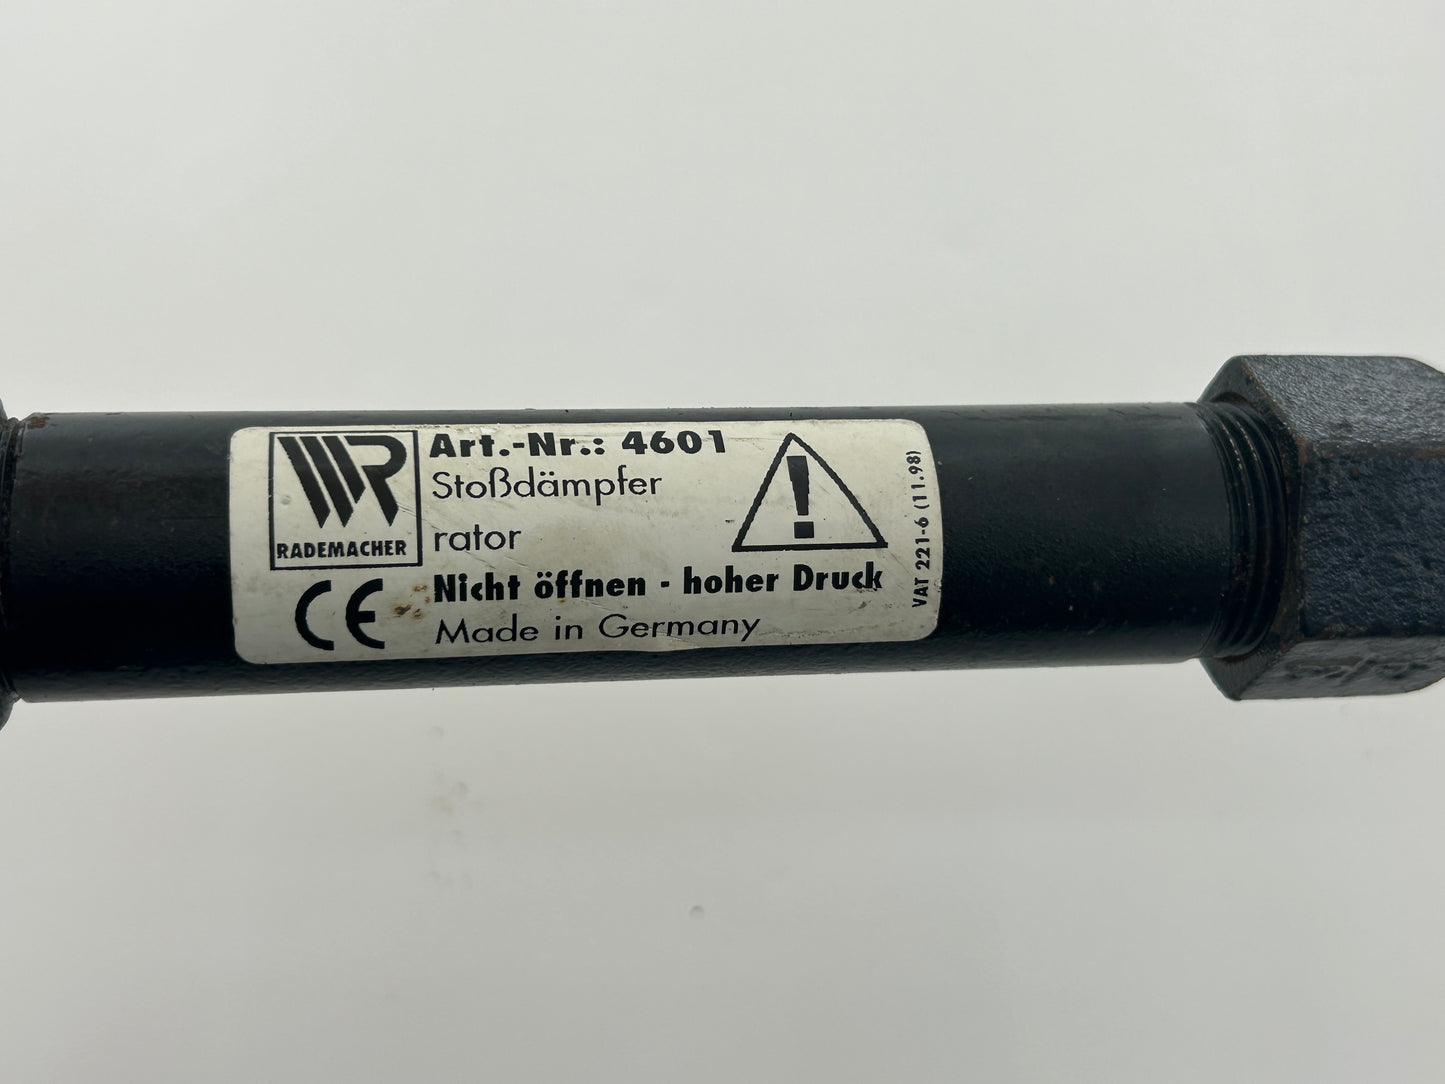 RADEMACHER
Art.-Nr.: 4601
Stoßdämpfer
rator
Nicht öffnen - hoher Druck
Made in Germany
CE
VAT 221-6 (11.98)